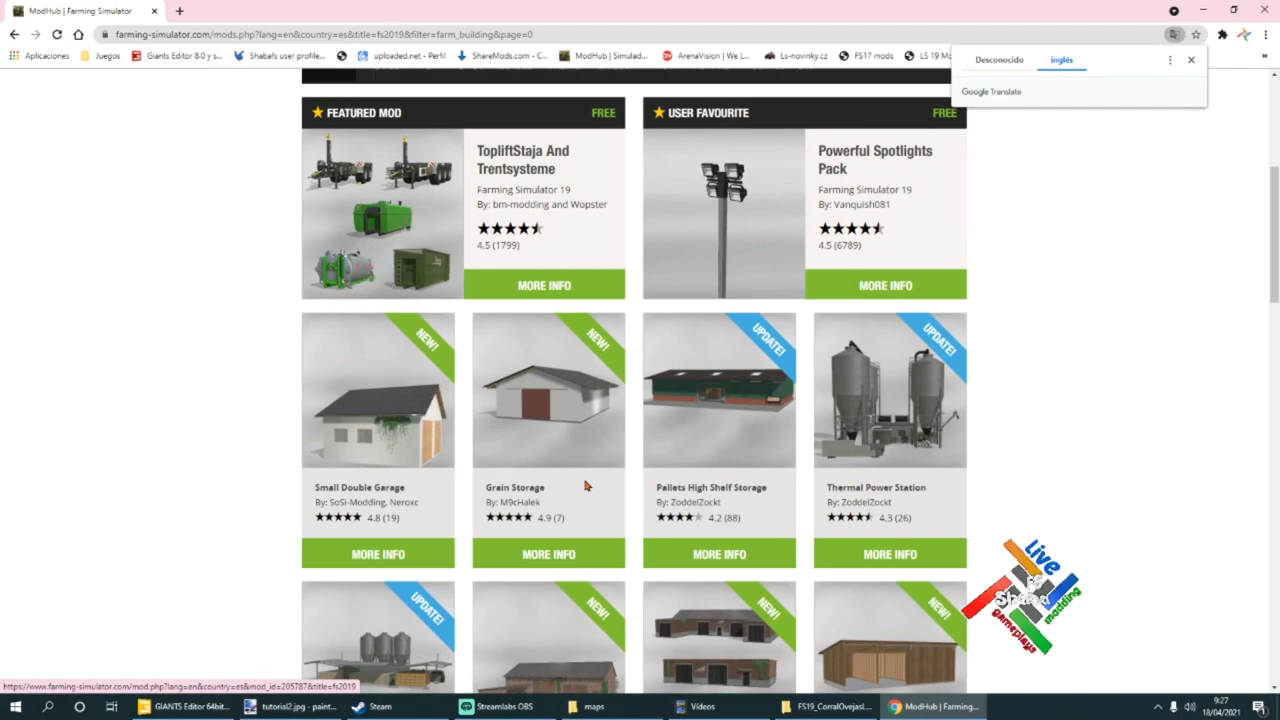 ModHub | Farming Simulator
farming-simulator.com/mods.php?lang=en&country=es&title=fs2019&filter=farm_building&page=0
Aplicaciones
Juegos
Giants Editor 8.0 y s...
Shabafs user profile...
uploaded.net - Perfil
ShareMods.com - C...
ModHub | Simulad...
ArenaVision | We L...
Ls-novinky.cz
FS17 mods
LS 19 M
»
Desconocido
inglés
Google Translate
FEATURED MOD
FREE
USER FAVOURITE
FREE
TopliftStaja And
Trentsysteme
Farming Simulator 19
By: bm-modding and Wopster
4.5 (1799)
MORE INFO
Powerful Spotlights
Pack
Farming Simulator 19
By: Vanquish081
4.5 (6789)
MORE INFO
NEW!
NEW!
UPDATE!
UPDATE!
Small Double Garage
By: SoSi-Modding, Neroxc
4.8 (19)
MORE INFO
Grain Storage
By: M9cHalek
4.9 (7)
MORE INFO
Pallets High Shelf Storage
By: ZoddelZockt
4.2 (88)
MORE INFO
Thermal Power Station
By: ZoddelZockt
4.3 (26)
MORE INFO
UPDATE!
NEW!
NEW!
NEW!
Live
FS
Shaba
gameplays
modding
https://www.farming-simulator.com/mod.php?lang=en&country=es&mod_id=205787&title=fs2019
GIANTS Editor 64bit...
tutorial2.jpg - paint...
Steam
Streamlabs OBS
maps
Vídeos
FS19_CorralOvejasL...
ModHub | Farming...
9:27
18/04/2021